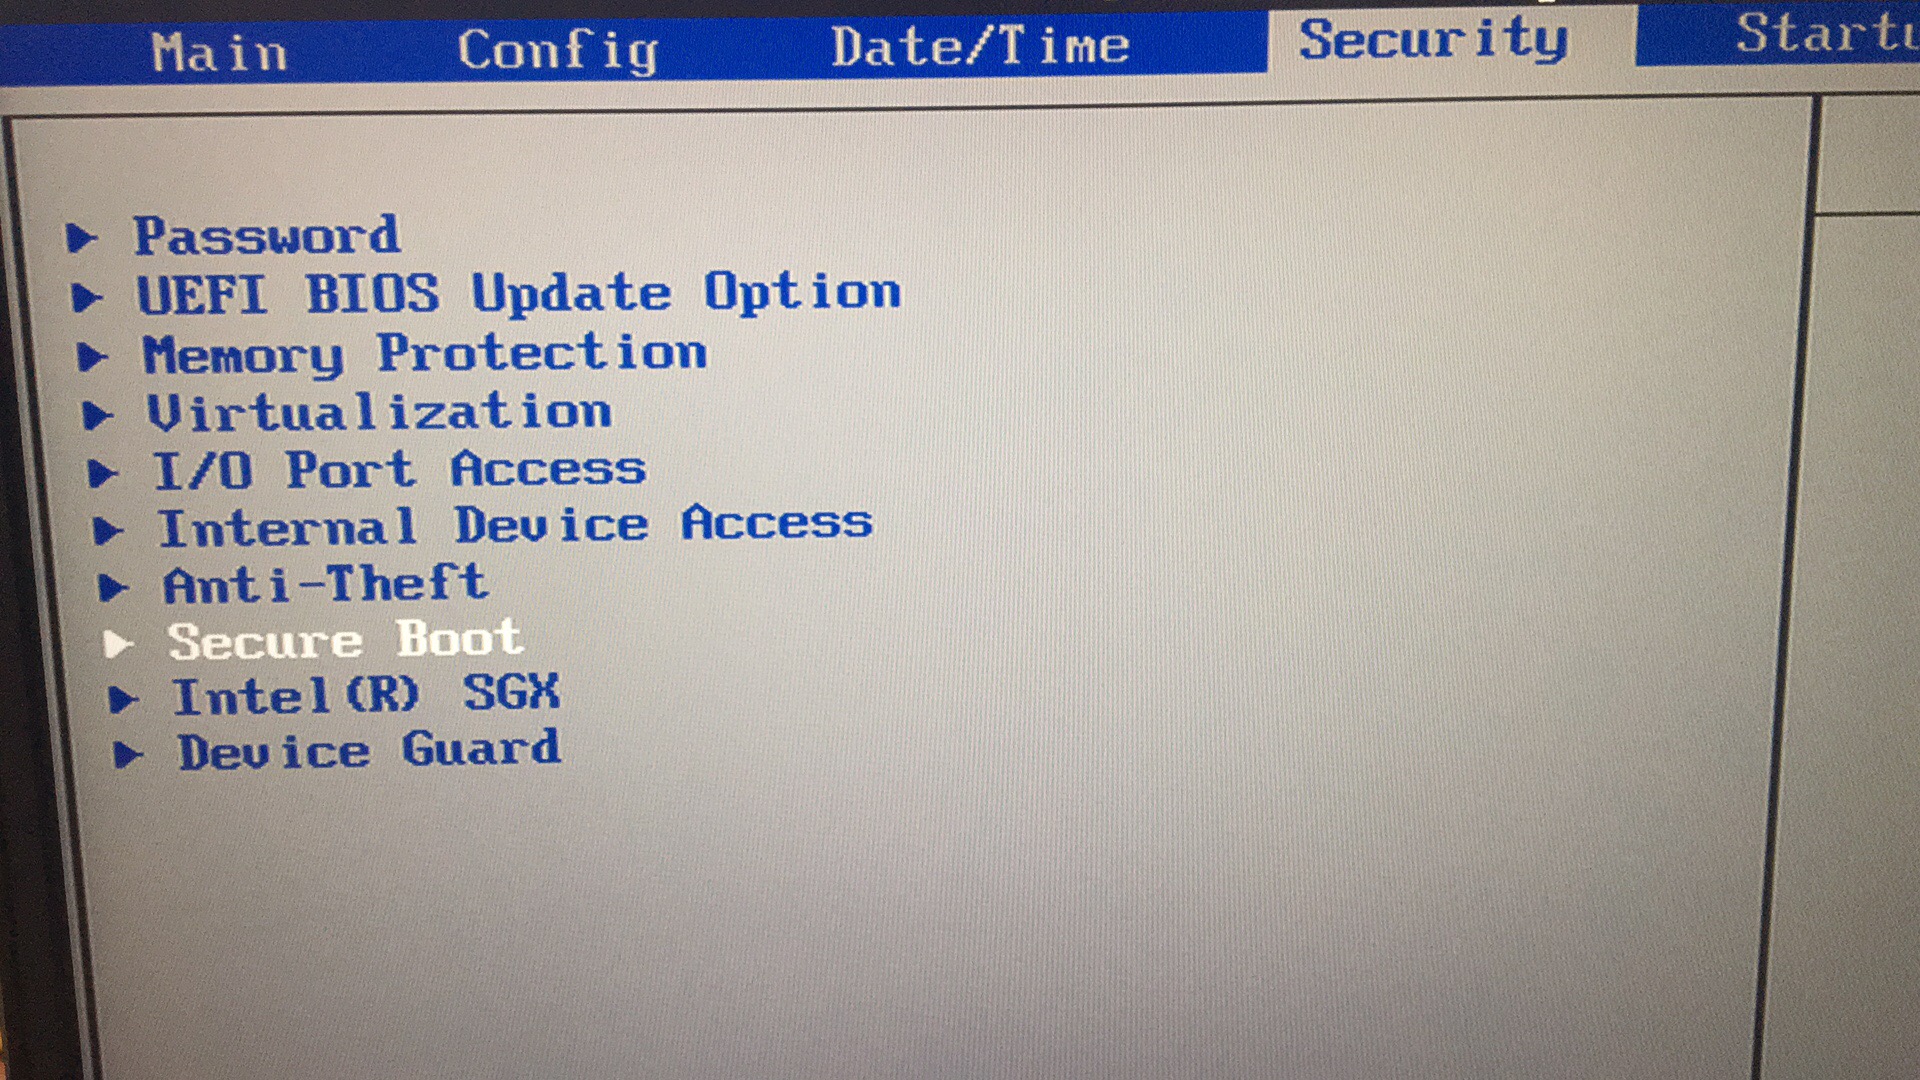 Main Config Date/Time Security Startu
Password
UEFI BIOS Update Option
Memory Protection
Virtualization
I/O Port Access
Internal Device Access
Anti-Theft
Secure Boot
Intel(R) SGX
Device Guard